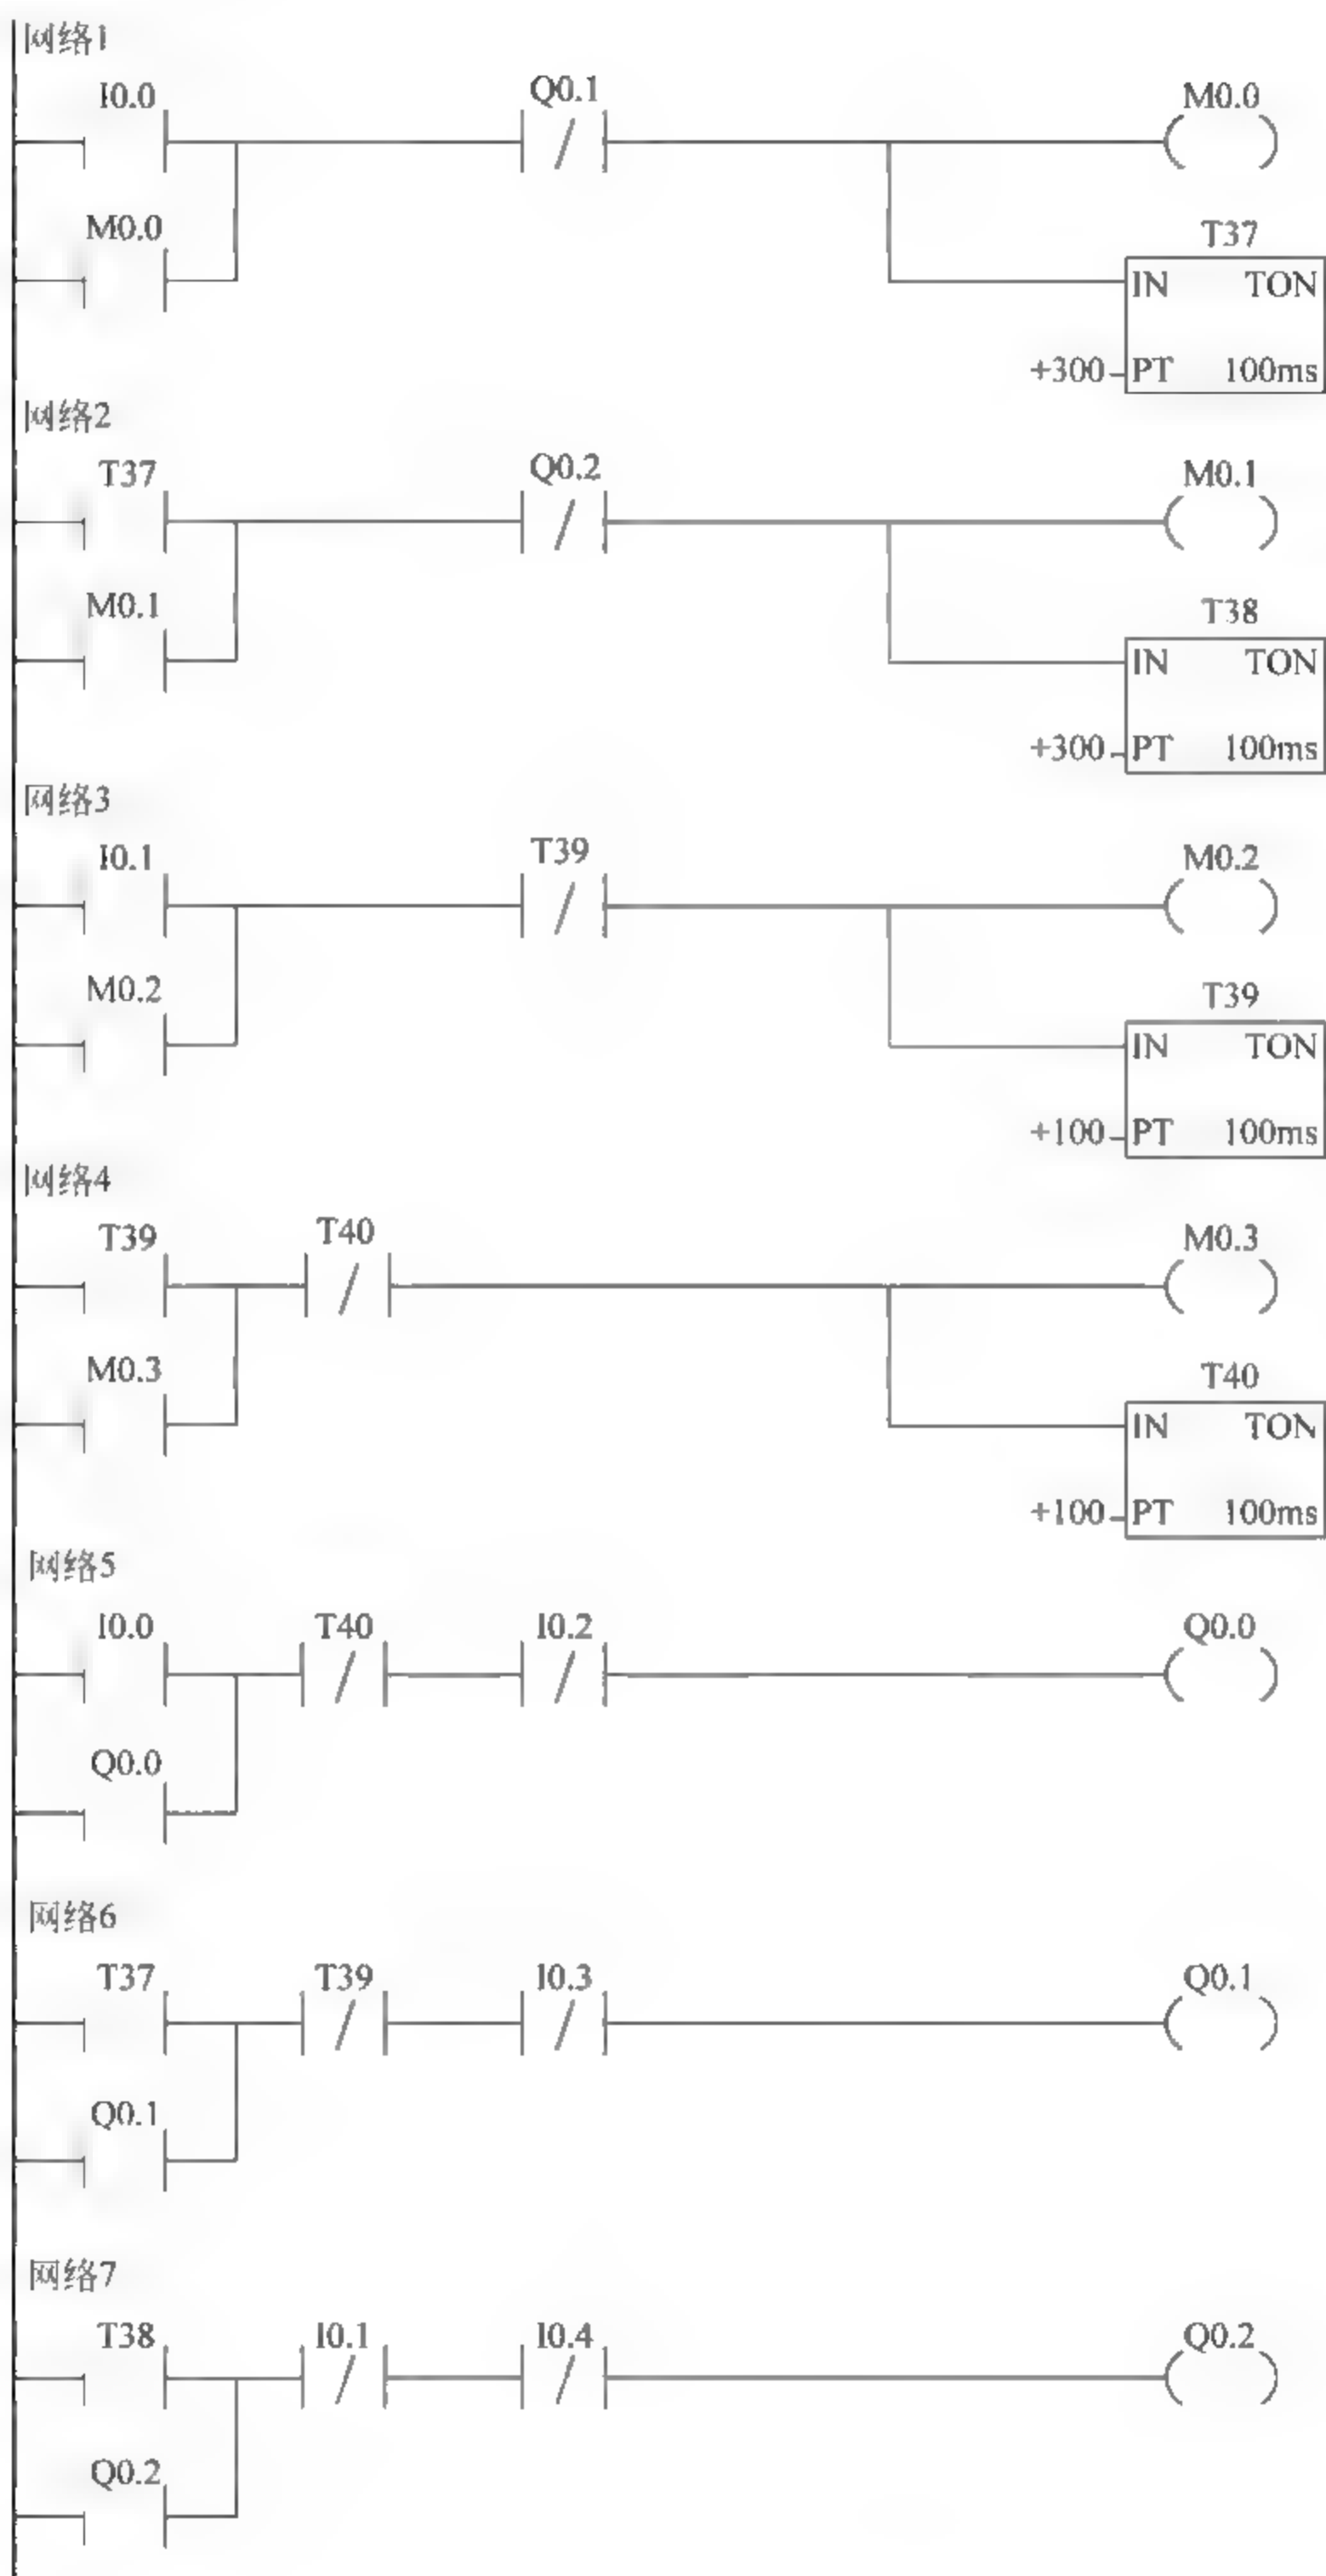 网络1
I0.0 Q0.1 M0.0
M0.0
T37
IN TON
+300 PT 100ms
网络2
T37 Q0.2 M0.1
M0.1
T38
IN TON
+300 PT 100ms
网络3
I0.1 T39 M0.2
M0.2
T39
IN TON
+100 PT 100ms
网络4
T39 T40 M0.3
M0.3
T40
IN TON
+100 PT 100ms
网络5
I0.0 T40 I0.2 Q0.0
Q0.0
网络6
T37 T39 I0.3 Q0.1
Q0.1
网络7
T38 I0.1 I0.4 Q0.2
Q0.2